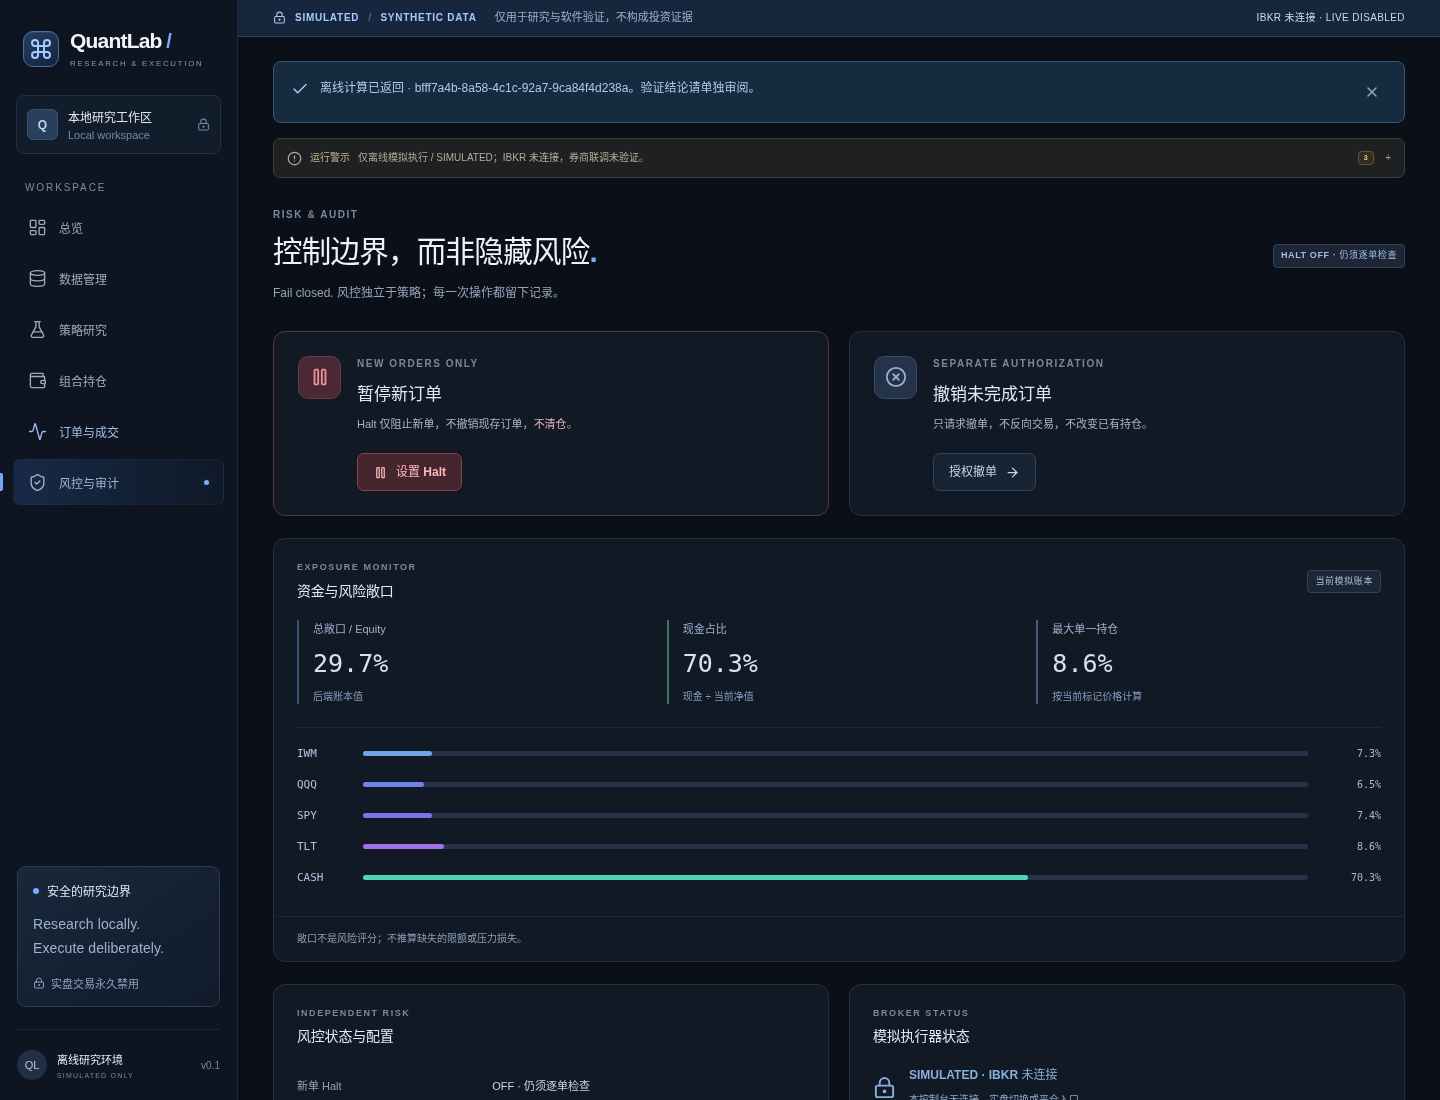 QuantLab /
RESEARCH & EXECUTION
Q
本地研究工作区
Local workspace
WORKSPACE
总览
数据管理
策略研究
组合持仓
订单与成交
风控与审计
安全的研究边界
Research locally.
Execute deliberately.
实盘交易永久禁用
QL
离线研究环境
SIMULATED ONLY
v0.1
SIMULATED / SYNTHETIC DATA 仅用于研究与软件验证，不构成投资证据
IBKR 未连接 · LIVE DISABLED
离线计算已返回 · bfff7a4b-8a58-4c1c-92a7-9ca84f4d238a。验证结论请单独审阅。
运行警示 仅离线模拟执行 / SIMULATED；IBKR 未连接，券商联调未验证。
3 +
RISK & AUDIT
控制边界，而非隐藏风险.
HALT OFF · 仍须逐单检查
Fail closed. 风控独立于策略；每一次操作都留下记录。
NEW ORDERS ONLY
暂停新订单
Halt 仅阻止新单，不撤销现存订单，不清仓。
设置 Halt
SEPARATE AUTHORIZATION
撤销未完成订单
只请求撤单，不反向交易，不改变已有持仓。
授权撤单
EXPOSURE MONITOR
资金与风险敞口
当前模拟账本
总敞口 / Equity
29.7%
后端账本值
现金占比
70.3%
现金 ÷ 当前净值
最大单一持仓
8.6%
按当前标记价格计算
IWM 7.3%
QQQ 6.5%
SPY 7.4%
TLT 8.6%
CASH 70.3%
敞口不是风险评分；不推算缺失的限额或压力损失。
INDEPENDENT RISK
风控状态与配置
新单 Halt OFF · 仍须逐单检查
BROKER STATUS
模拟执行器状态
SIMULATED · IBKR 未连接
本控制台无连接、实盘切换或平仓入口